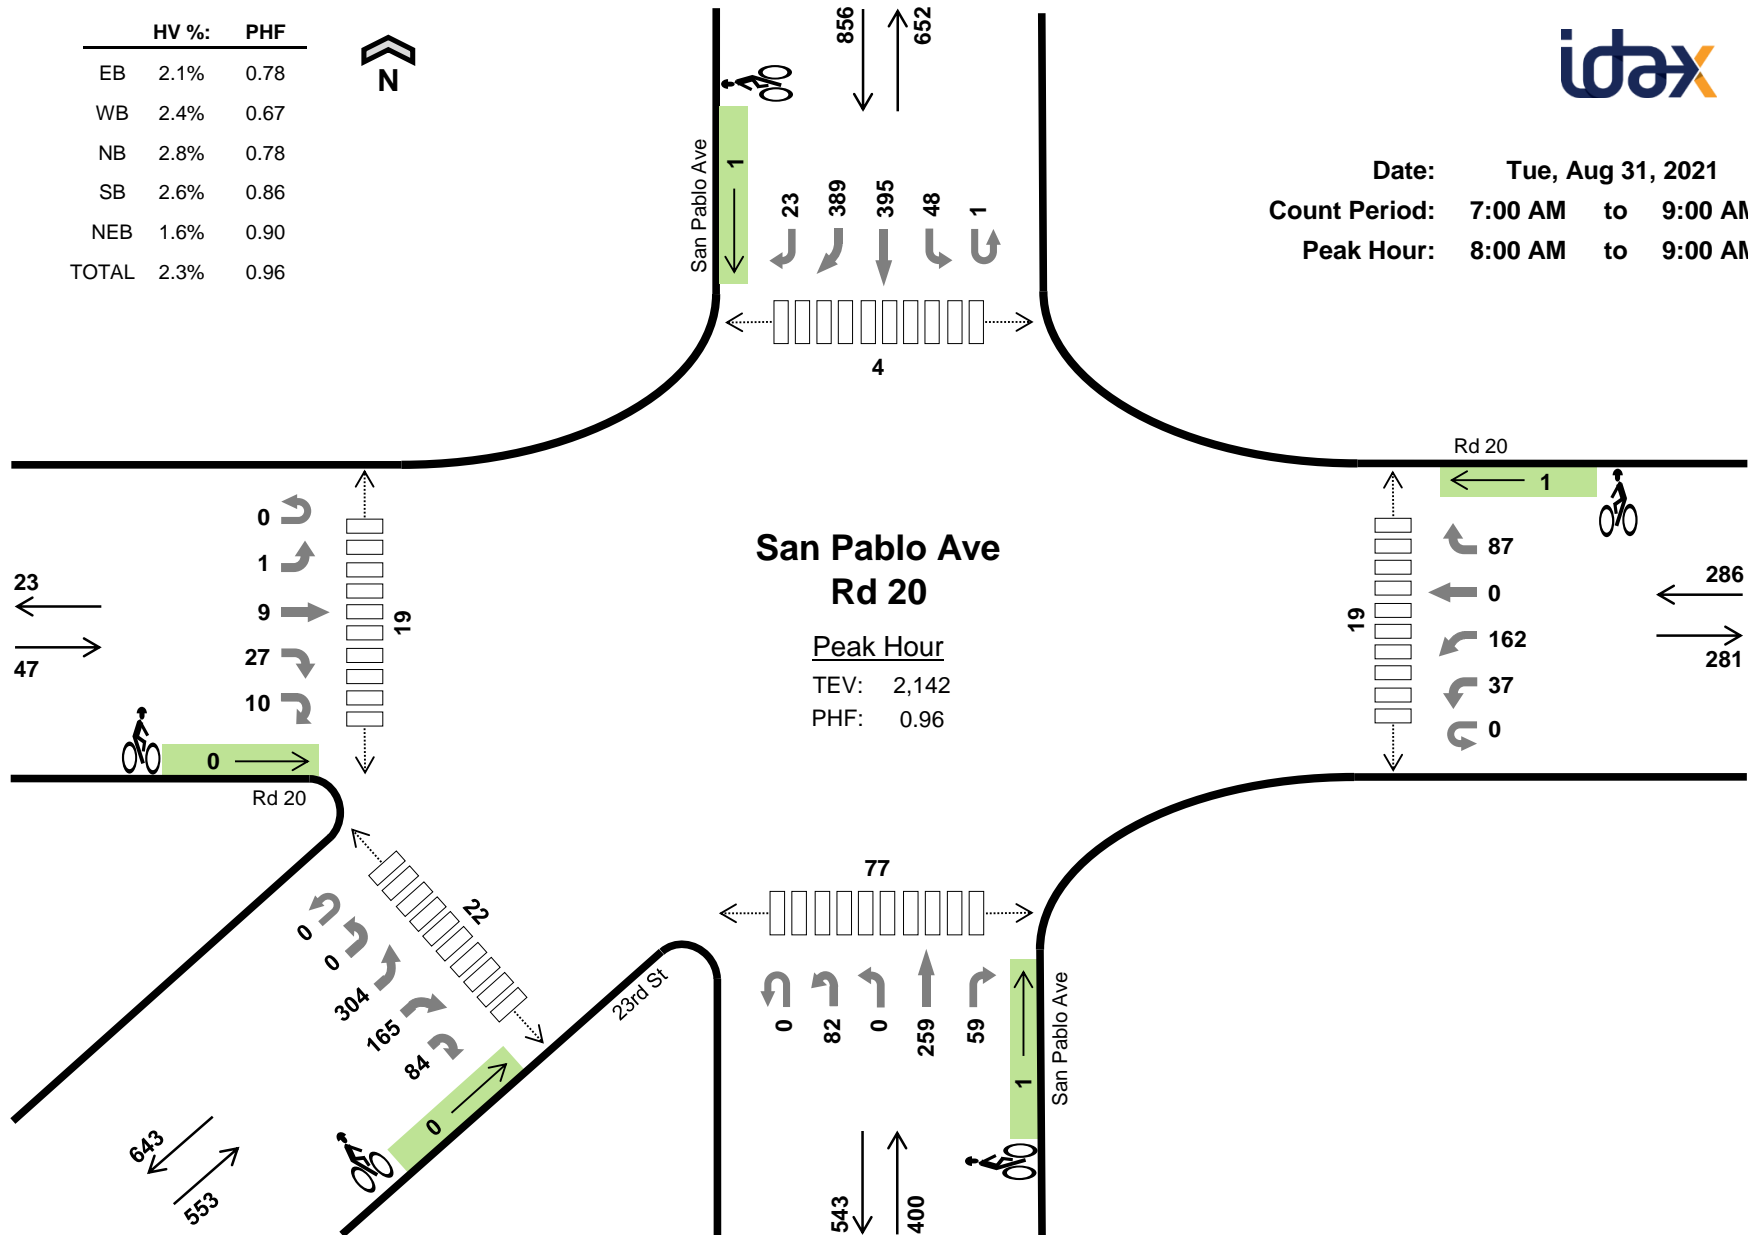 HV %: PHF
EB 2.1% 0.78
WB 2.4% 0.67
NB 2.8% 0.78
SB 2.6% 0.86
NEB 1.6% 0.90
TOTAL 2.3% 0.96
N
856
652
idax
Date: Tue, Aug 31, 2021
Count Period: 7:00 AM to 9:00 AM
Peak Hour: 8:00 AM to 9:00 AM
San Pablo Ave
1
23
389
395
48
1
4
Rd 20
1
0
1
9
27
10
19
23
47
0
Rd 20
San Pablo Ave
Rd 20
Peak Hour
TEV: 2,142
PHF: 0.96
19
87
0
162
37
0
286
281
22
0
0
304
165
84
0
23rd St
643
553
77
0
82
0
259
59
1
San Pablo Ave
543
400